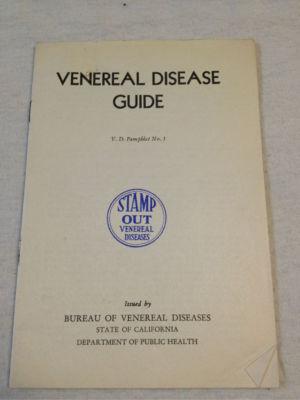 VENEREAL DISEASE
GUIDE
V. D. Pamphlet No. 1
STAMP
OUT
VENEREAL
DISEASES
Issued by
BUREAU OF VENEREAL DISEASES
STATE OF CALIFORNIA
DEPARTMENT OF PUBLIC HEALTH